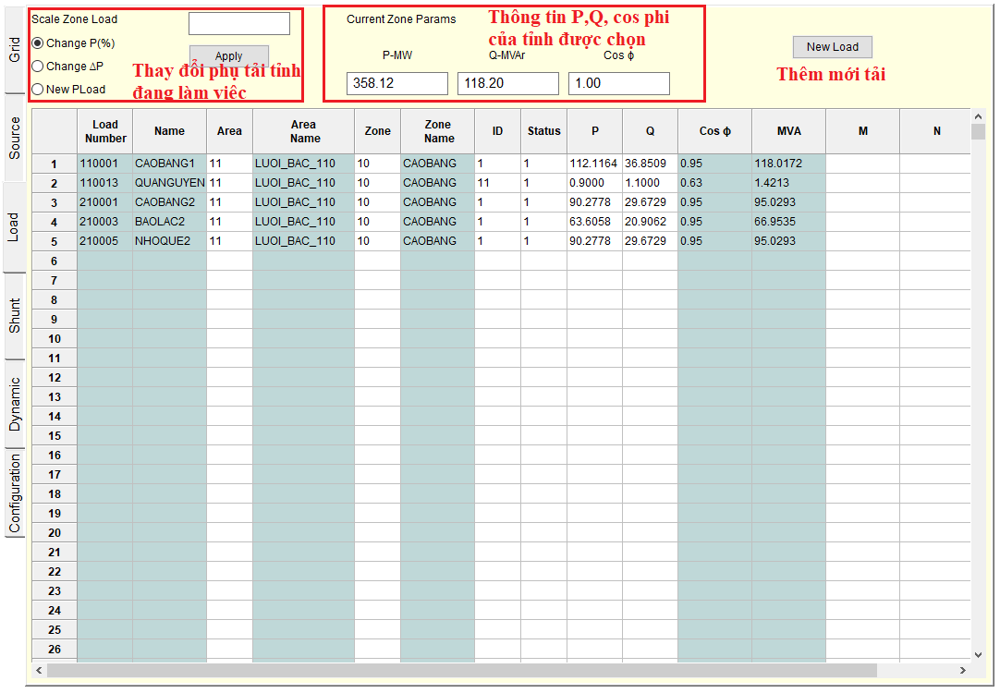 Scale Zone Load
Change P(%)
Change ΔP
New PLoad
Apply
Thay đổi phụ tải tỉnh
đang làm việc
Current Zone Params
Thông tin P,Q, cos phi
của tỉnh được chọn
P-MW Q-MVAr Cos ϕ
358.12 118.20 1.00
New Load
Thêm mới tải
Grid
Source
Load
Shunt
Dynamic
Configuration
Load Number Name Area Area Name Zone Zone Name ID Status P Q Cos ϕ MVA M N
1 110001 CAOBANG1 11 LUOI_BAC_110 10 CAOBANG 1 1 112.1164 36.8509 0.95 118.0172
2 110013 QUANGUYEN 11 LUOI_BAC_110 10 CAOBANG 11 1 0.9000 1.1000 0.63 1.4213
3 210001 CAOBANG2 11 LUOI_BAC_110 10 CAOBANG 1 1 90.2778 29.6729 0.95 95.0293
4 210003 BAOLAC2 11 LUOI_BAC_110 10 CAOBANG 1 1 63.6058 20.9062 0.95 66.9535
5 210005 NHOQUE2 11 LUOI_BAC_110 10 CAOBANG 1 1 90.2778 29.6729 0.95 95.0293
6
7
8
9
10
11
12
13
14
15
16
17
18
19
20
21
22
23
24
25
26